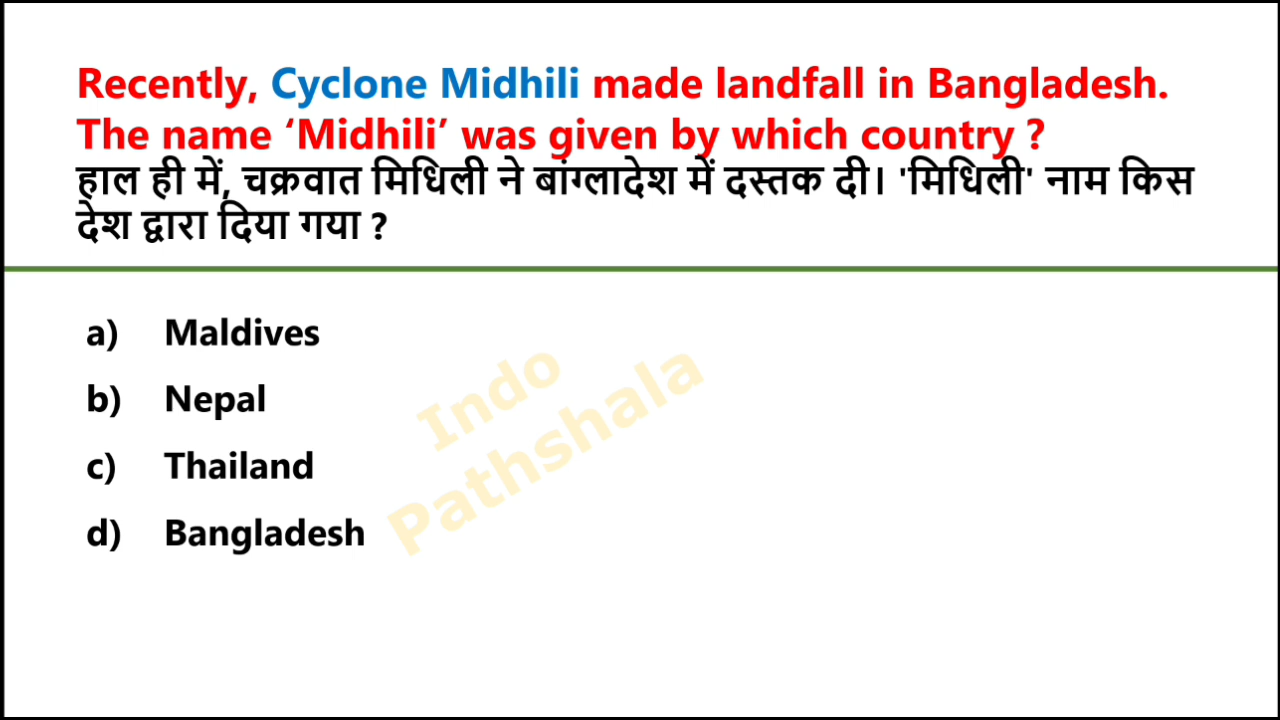 Recently, Cyclone Midhili made landfall in Bangladesh.
The name ‘Midhili’ was given by which country ?
हाल ही में, चक्रवात मिधिली ने बांग्लादेश में दस्तक दी। 'मिधिली' नाम किस
देश द्वारा दिया गया ?
a) Maldives
b) Nepal
c) Thailand
d) Bangladesh
Indo
Pathshala